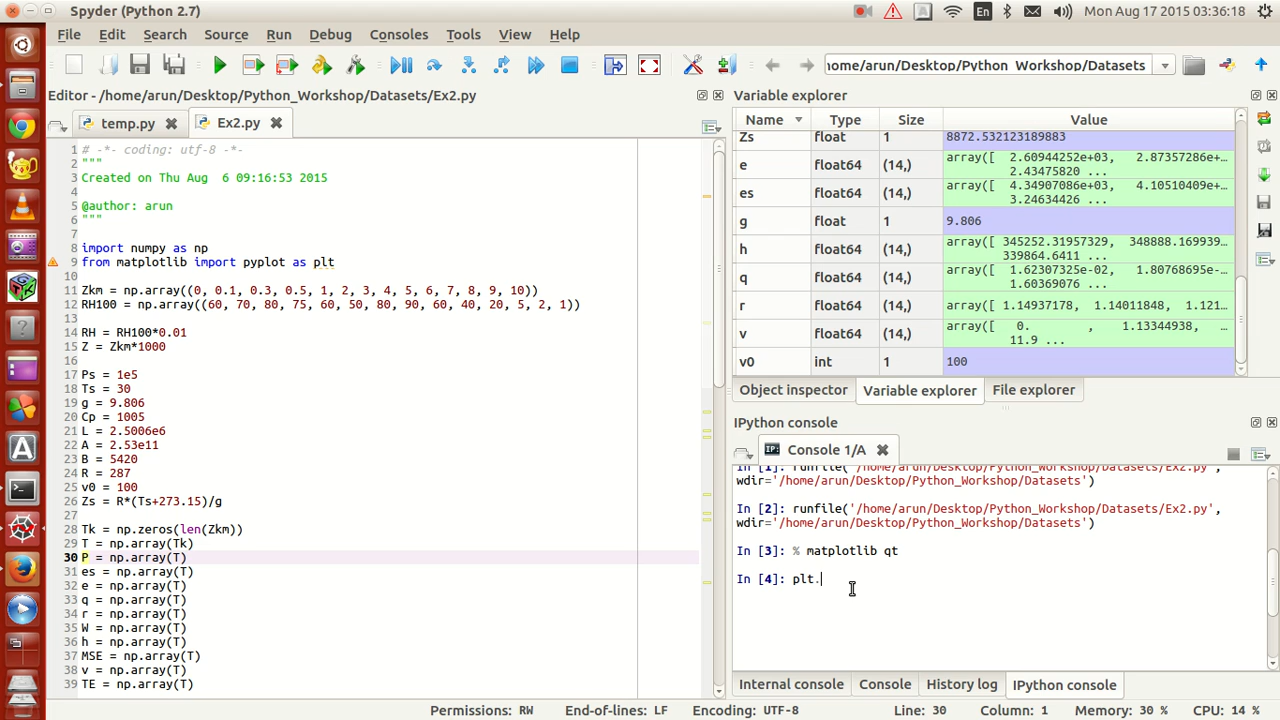 Spyder (Python 2.7)
En
Mon Aug 17 2015 03:36:18
File Edit Search Source Run Debug Consoles Tools View Help
home/arun/Desktop/Python_Workshop/Datasets
Editor - /home/arun/Desktop/Python_Workshop/Datasets/Ex2.py
temp.py
Ex2.py
1 # -*- coding: utf-8 -*-
2 """
3 Created on Thu Aug  6 09:16:53 2015
4
5 @author: arun
6 """
7
8 import numpy as np
9 from matplotlib import pyplot as plt
10
11 Zkm = np.array((0, 0.1, 0.3, 0.5, 1, 2, 3, 4, 5, 6, 7, 8, 9, 10))
12 RH100 = np.array((60, 70, 80, 75, 60, 50, 80, 90, 60, 40, 20, 5, 2, 1))
13
14 RH = RH100*0.01
15 Z = Zkm*1000
16
17 Ps = 1e5
18 Ts = 30
19 g = 9.806
20 Cp = 1005
21 L = 2.5006e6
22 A = 2.53e11
23 B = 5420
24 R = 287
25 v0 = 100
26 Zs = R*(Ts+273.15)/g
27
28 Tk = np.zeros(len(Zkm))
29 T = np.array(Tk)
30 P = np.array(T)
31 es = np.array(T)
32 e = np.array(T)
33 q = np.array(T)
34 r = np.array(T)
35 W = np.array(T)
36 h = np.array(T)
37 MSE = np.array(T)
38 v = np.array(T)
39 TE = np.array(T)
Variable explorer
Name Type Size Value
Zs float 1 8872.532123189883
e float64 (14,) array([ 2.60944252e+03, 2.87357286e+...
2.43475820 ...
es float64 (14,) array([ 4.34907086e+03, 4.10510409e+...
3.24634426 ...
g float 1 9.806
h float64 (14,) array([ 345252.31957329, 348888.169939...
339864.6411 ...
q float64 (14,) array([ 1.62307325e-02, 1.80768695e-...
1.60369076 ...
r float64 (14,) array([ 1.14937178, 1.14011848, 1.121...
v float64 (14,) array([ 0. , 1.13344938, ...
11.9 ...
v0 int 1 100
Object inspector Variable explorer File explorer
IPython console
Console 1/A
In [1]: runfile('/home/arun/Desktop/Python_Workshop/Datasets/Ex2.py',
wdir='/home/arun/Desktop/Python_Workshop/Datasets')
In [2]: runfile('/home/arun/Desktop/Python_Workshop/Datasets/Ex2.py',
wdir='/home/arun/Desktop/Python_Workshop/Datasets')
In [3]: % matplotlib qt
In [4]: plt.
Internal console Console History log IPython console
Permissions: RW End-of-lines: LF Encoding: UTF-8 Line: 30 Column: 1 Memory: 30 % CPU: 14 %